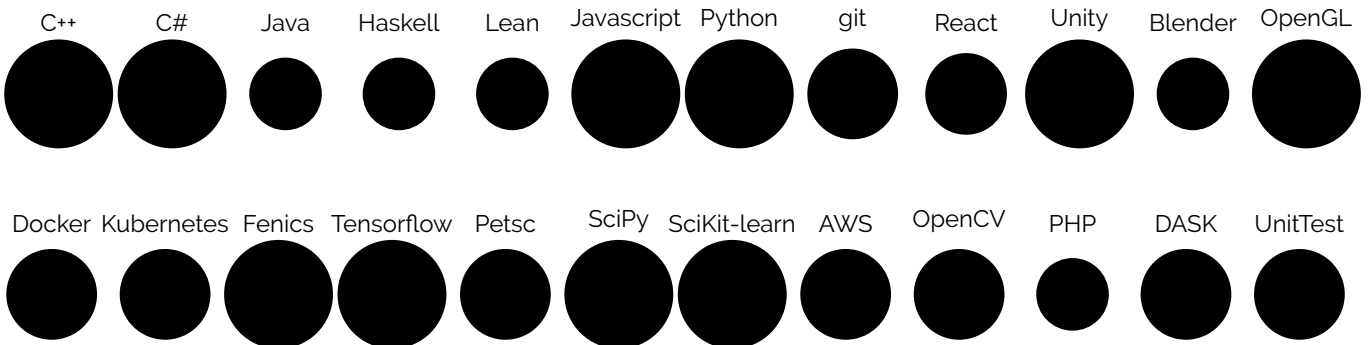 C++ C# Java Haskell Lean Javascript Python git React Unity Blender OpenGL
Docker Kubernetes Fenics Tensorflow Petsc SciPy SciKit-learn AWS OpenCV PHP DASK UnitTest